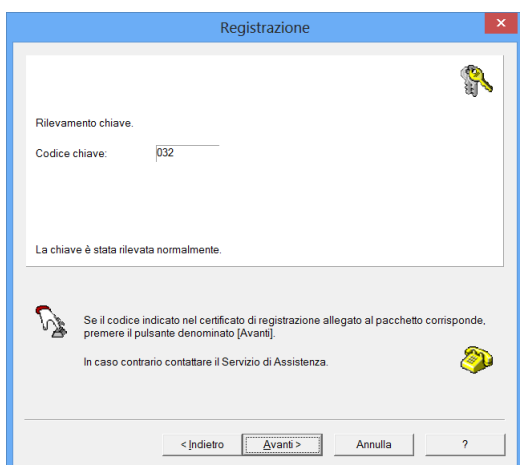 Registrazione
Rilevamento chiave.
Codice chiave: 032
La chiave è stata rilevata normalmente.
Se il codice indicato nel certificato di registrazione allegato al pacchetto corrisponde,
premere il pulsante denominato [Avanti].
In caso contrario contattare il Servizio di Assistenza.
< Indietro Avanti > Annulla ?